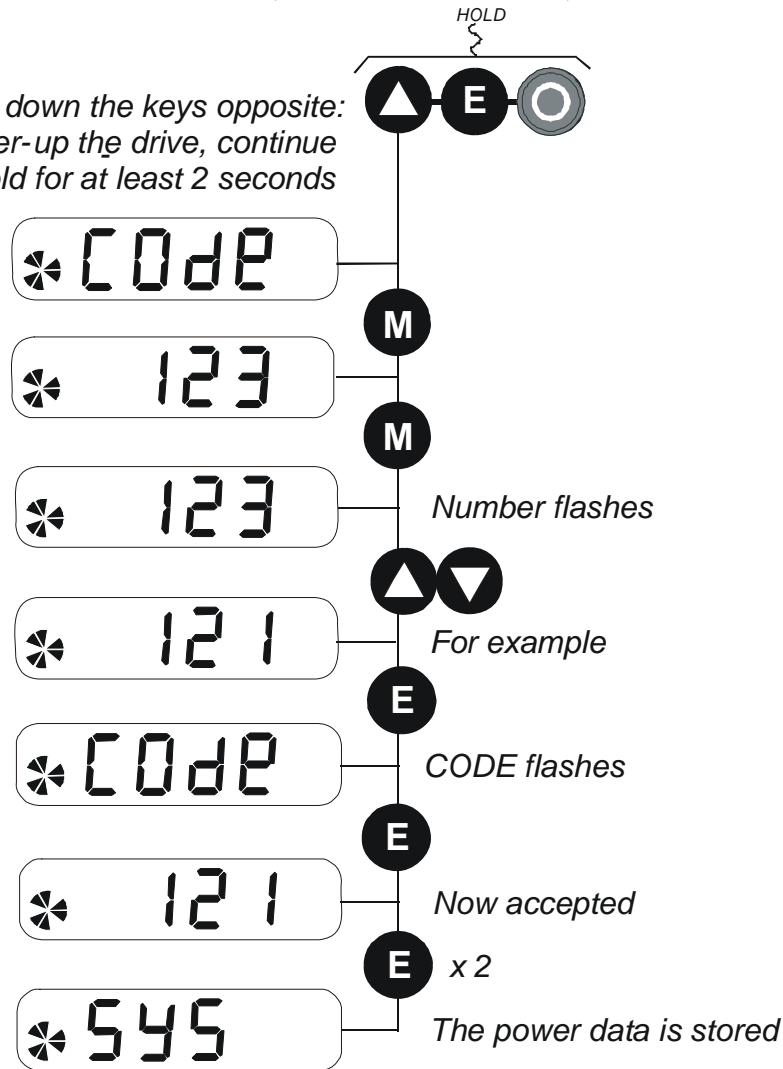 HOLD
down the keys opposite:
er-up the drive, continue
old for at least 2 seconds
E
CODE
M
123
M
123
Number flashes
121
For example
E
CODE
CODE flashes
E
121
Now accepted
E x 2
SYS
The power data is stored